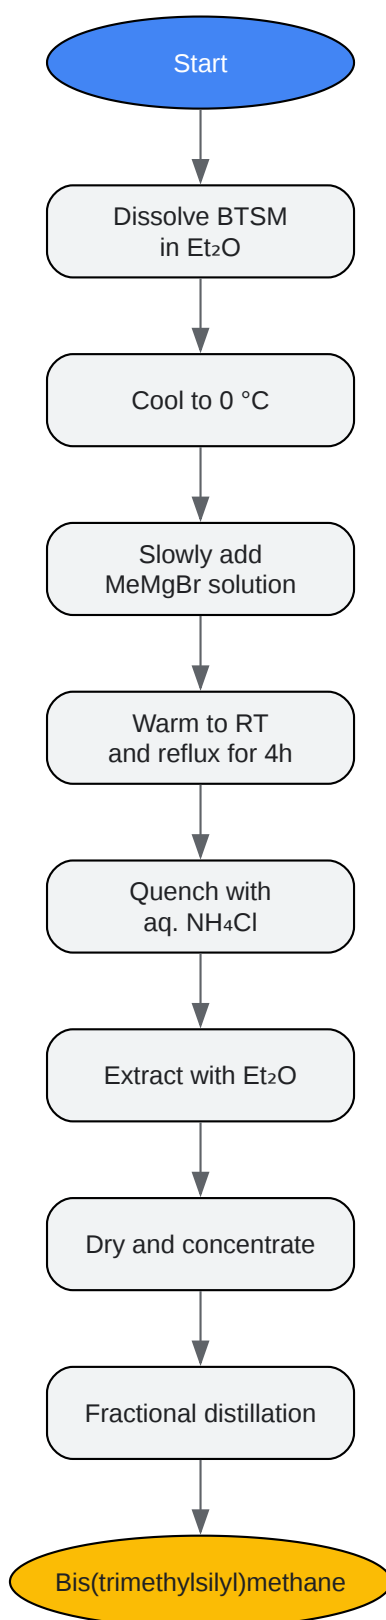 Start
Dissolve BTSM
in Et₂O
Cool to 0 °C
Slowly add
MeMgBr solution
Warm to RT
and reflux for 4h
Quench with
aq. NH₄Cl
Extract with Et₂O
Dry and concentrate
Fractional distillation
Bis(trimethylsilyl)methane